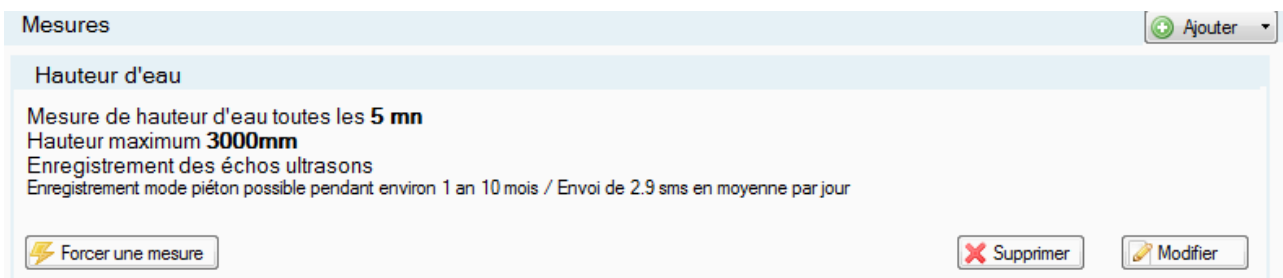 Mesures
Ajouter
Hauteur d'eau
Mesure de hauteur d'eau toutes les 5 mn
Hauteur maximum 3000mm
Enregistrement des échos ultrasons
Enregistrement mode piéton possible pendant environ 1 an 10 mois / Envoi de 2.9 sms en moyenne par jour
Forcer une mesure
Supprimer
Modifier